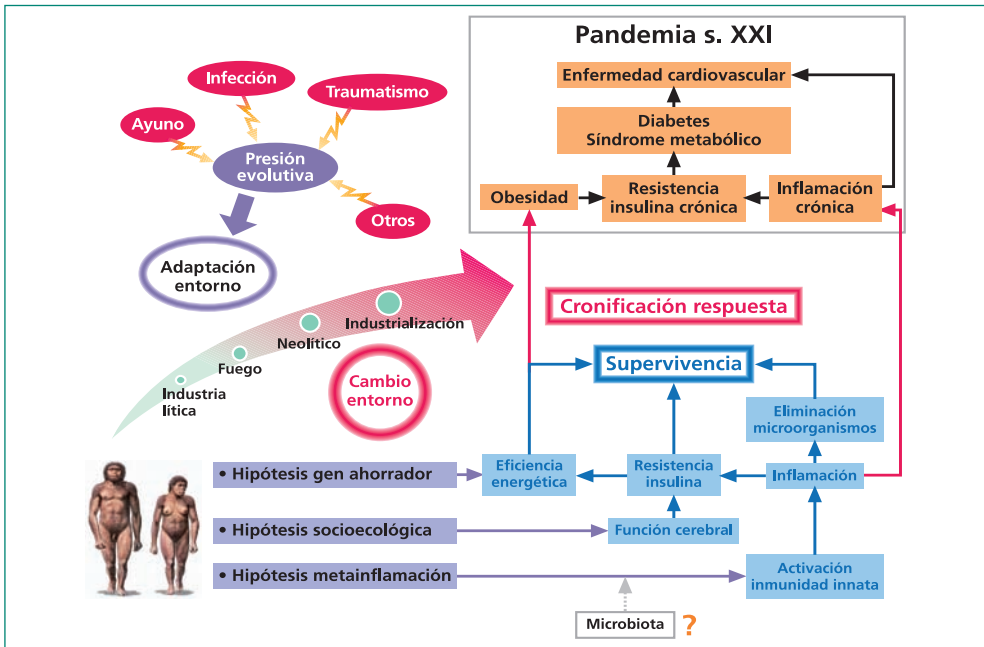 Pandemia s. XXI
Enfermedad cardiovascular
Diabetes
Síndrome metabólico
Obesidad
Resistencia
insulina crónica
Inflamación
crónica
Infección
Traumatismo
Ayuno
Presión
evolutiva
Otros
Adaptación
entorno
Industrialización
Neolítico
Fuego
Industria
lítica
Cambio
entorno
Cronificación respuesta
Supervivencia
Eliminación
microorganismos
• Hipótesis gen ahorrador
Eficiencia
energética
Resistencia
insulina
Inflamación
• Hipótesis socioecológica
Función cerebral
• Hipótesis metainflamación
Activación
inmunidad innata
Microbiota ?